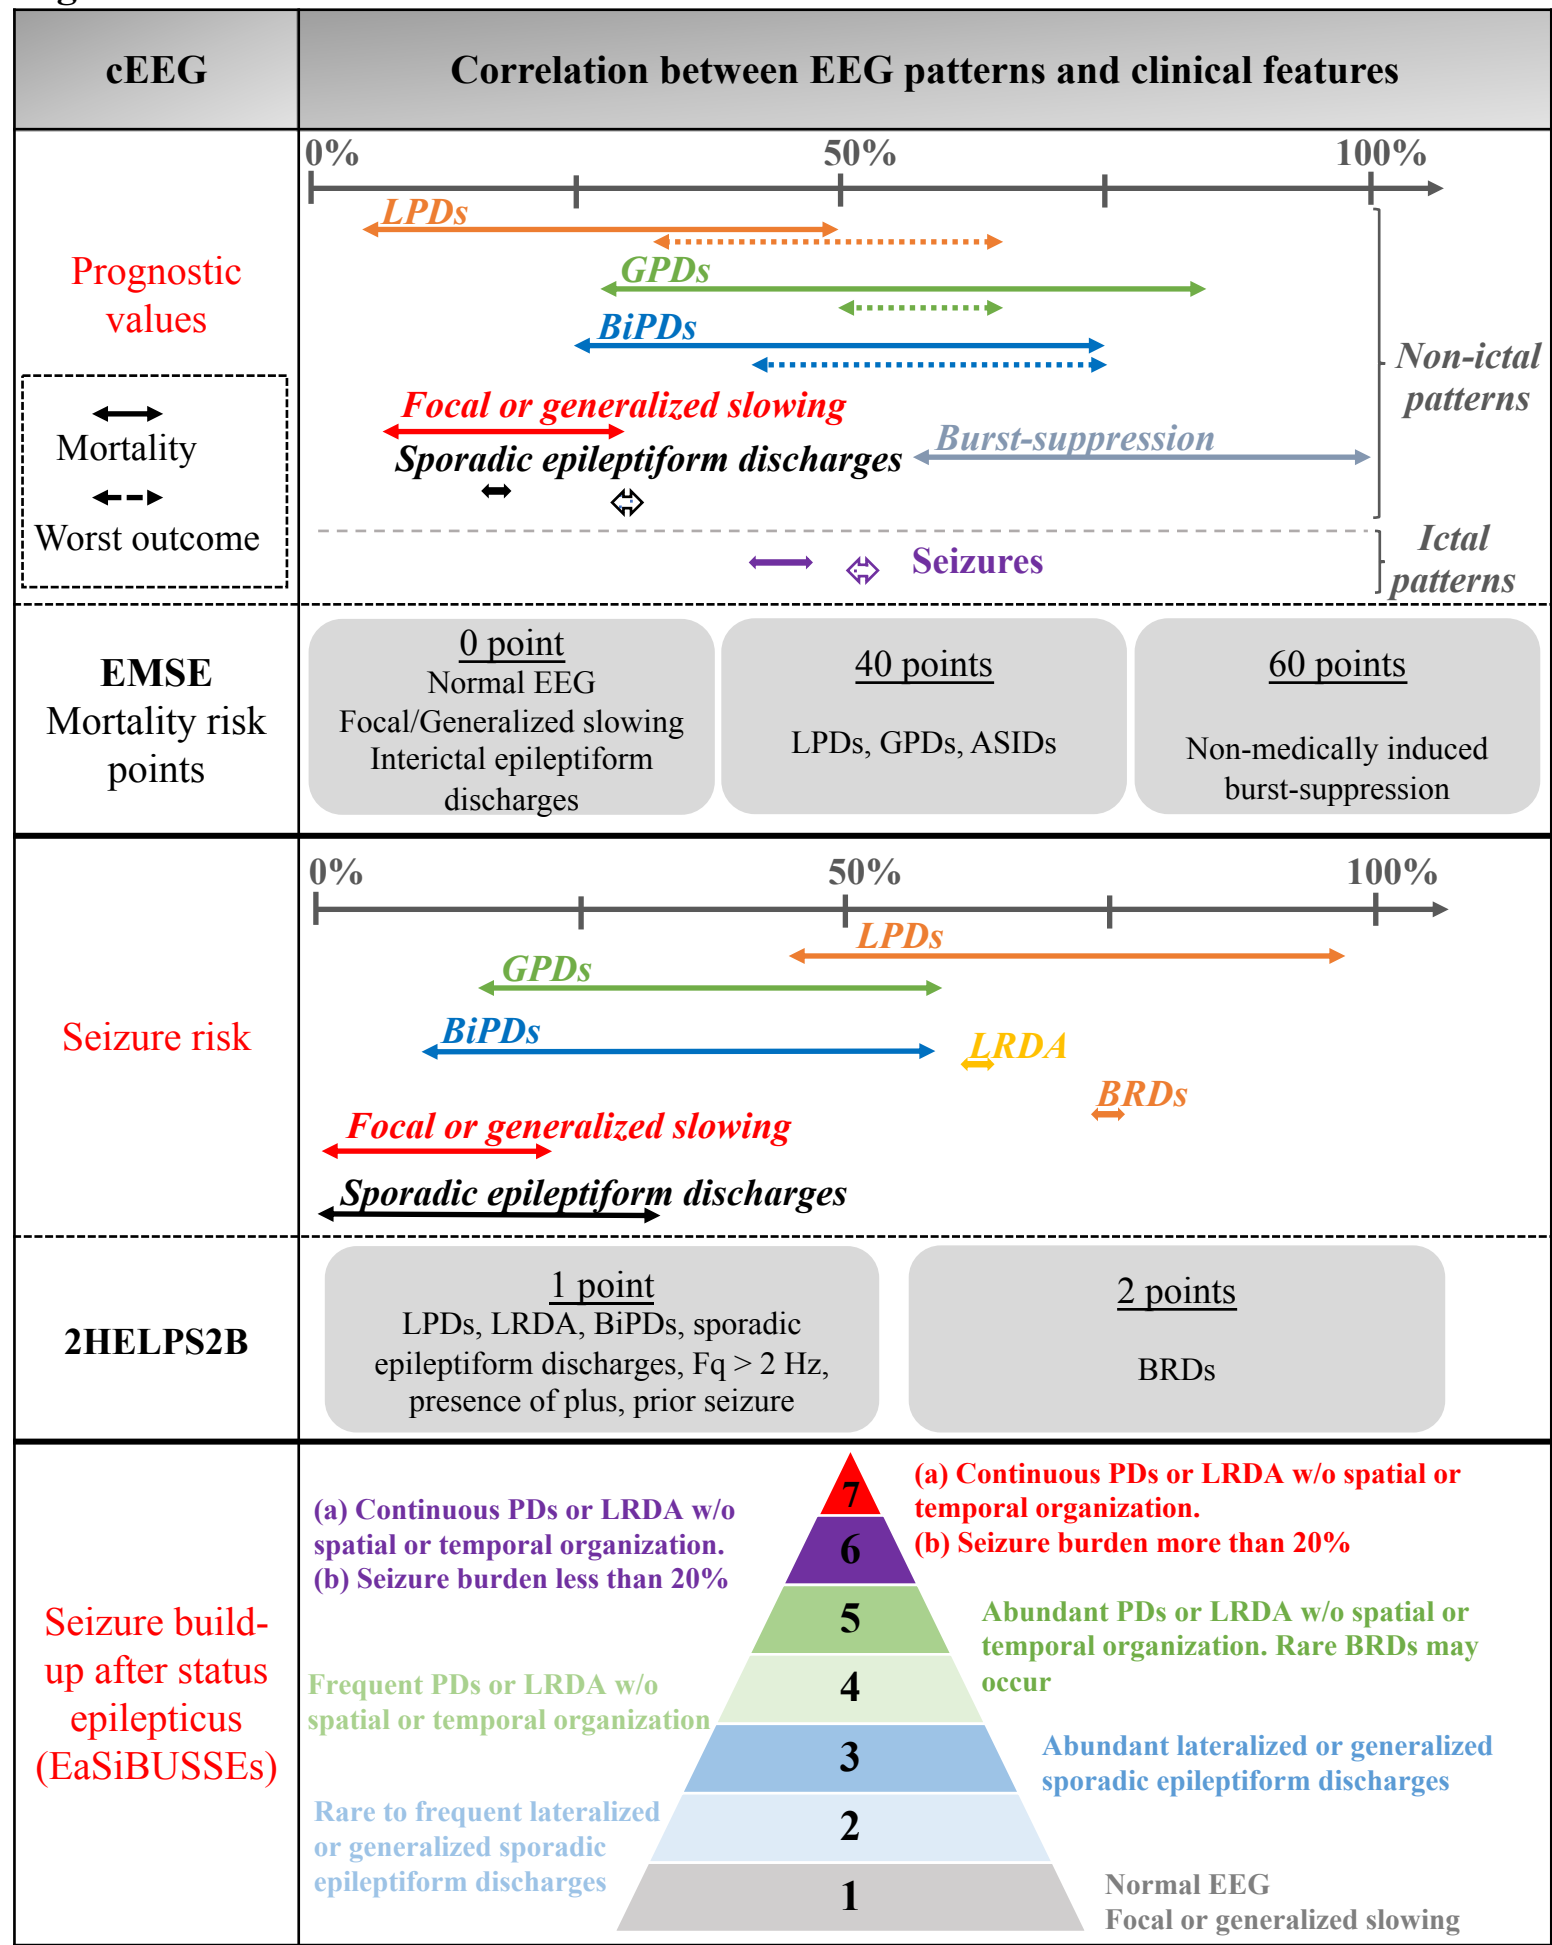 cEEG
Correlation between EEG patterns and clinical features
Prognostic
values
Mortality
Worst outcome
0%
50%
100%
LPDs
GPDs
BiPDs
Focal or generalized slowing
Burst-suppression
Sporadic epileptiform discharges
Non-ictal
patterns
Seizures
Ictal
patterns
EMSE
Mortality risk
points
0 point
Normal EEG
Focal/Generalized slowing
Interictal epileptiform
discharges
40 points
LPDs, GPDs, ASIDs
60 points
Non-medically induced
burst-suppression
Seizure risk
0%
50%
100%
LPDs
GPDs
BiPDs
LRDA
BRDs
Focal or generalized slowing
Sporadic epileptiform discharges
2HELPS2B
1 point
LPDs, LRDA, BiPDs, sporadic
epileptiform discharges, Fq > 2 Hz,
presence of plus, prior seizure
2 points
BRDs
Seizure build-
up after status
epilepticus
(EaSiBUSSEs)
7
(a) Continuous PDs or LRDA w/o spatial or
temporal organization.
(b) Seizure burden more than 20%
(a) Continuous PDs or LRDA w/o
spatial or temporal organization.
(b) Seizure burden less than 20%
6
5
Abundant PDs or LRDA w/o spatial or
temporal organization. Rare BRDs may
occur
Frequent PDs or LRDA w/o
spatial or temporal organization
4
3
Abundant lateralized or generalized
sporadic epileptiform discharges
Rare to frequent lateralized
or generalized sporadic
epileptiform discharges
2
1
Normal EEG
Focal or generalized slowing